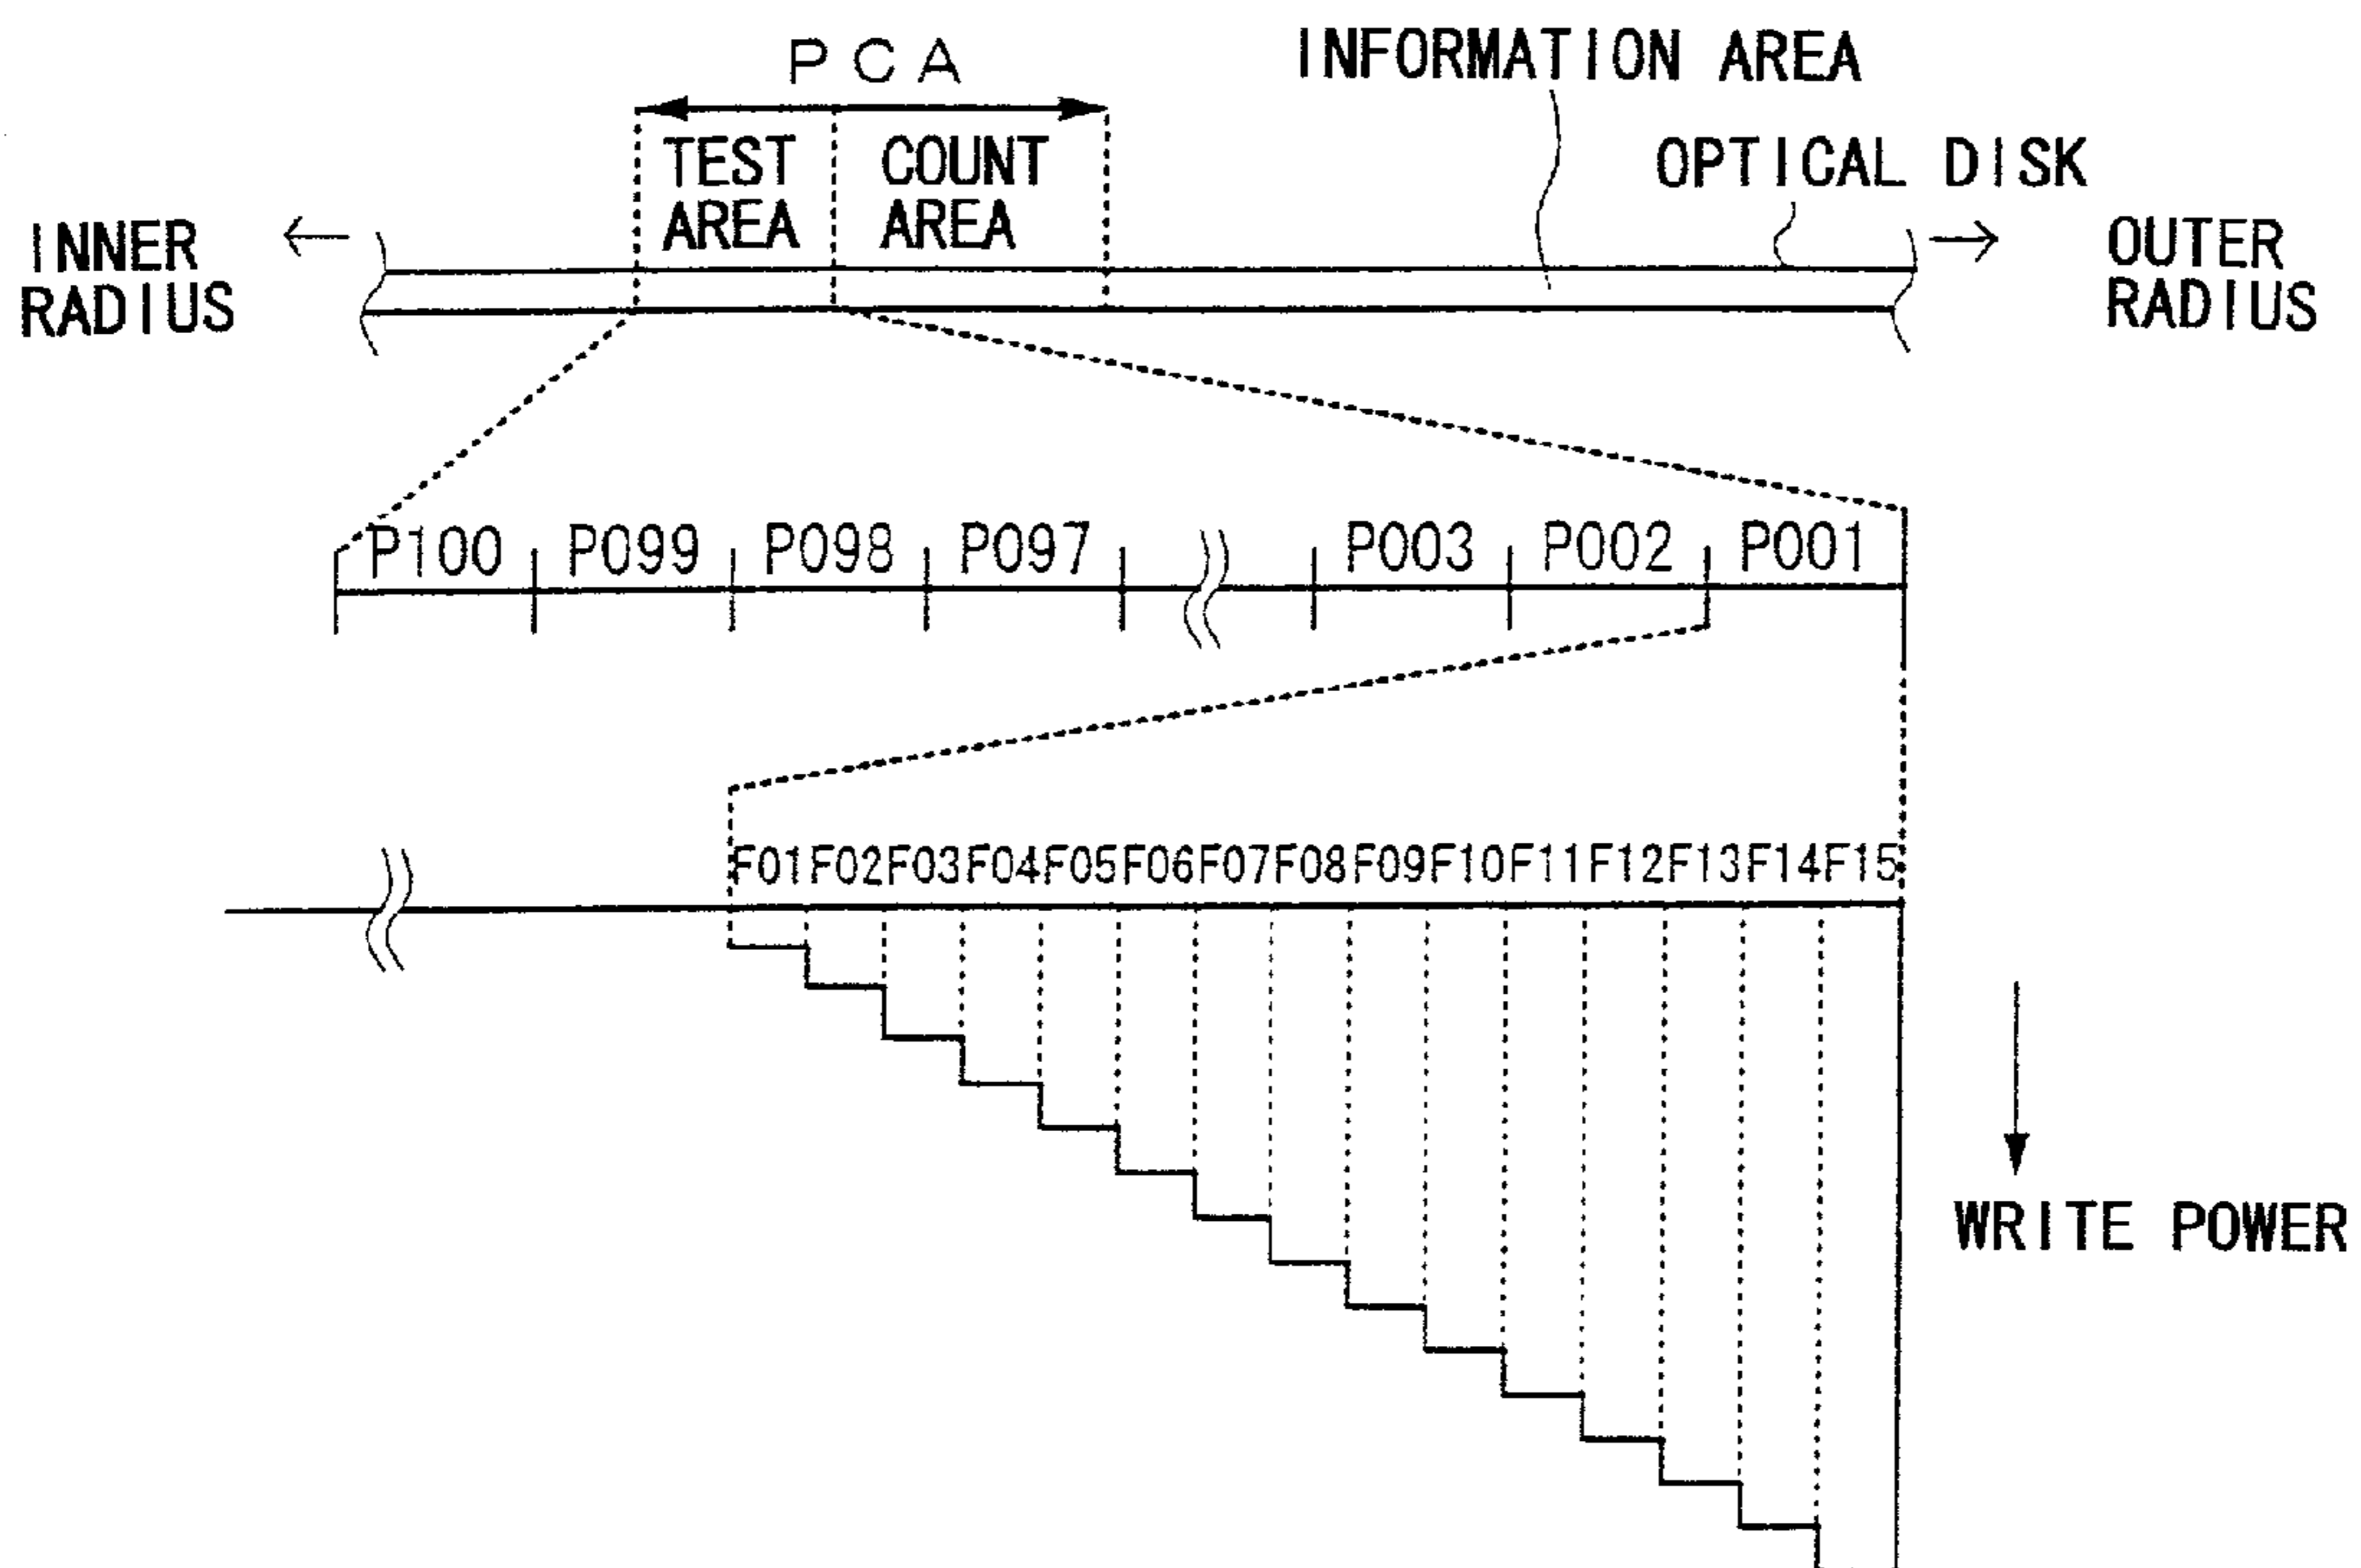 PCA
INFORMATION AREA
TEST AREA
COUNT AREA
OPTICAL DISK
INNER RADIUS
OUTER RADIUS
P100 P099 P098 P097 P003 P002 P001
F01 F02 F03 F04 F05 F06 F07 F08 F09 F10 F11 F12 F13 F14 F15
WRITE POWER